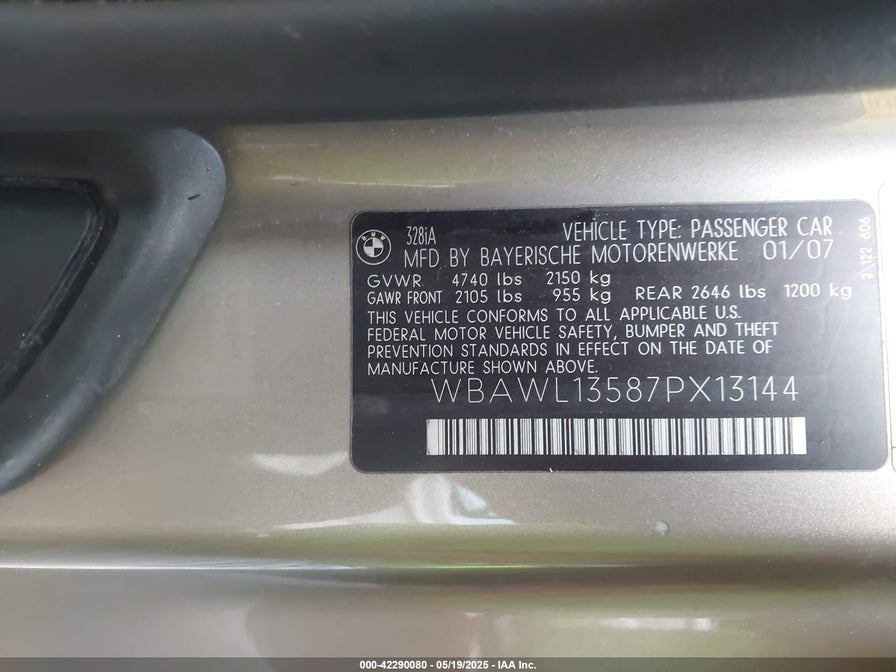 BMW
328iA VEHICLE TYPE: PASSENGER CAR
MFD BY BAYERISCHE MOTORENWERKE 01/07
GVWR 4740 lbs 2150 kg
GAWR FRONT 2105 lbs 955 kg REAR 2646 lbs 1200 kg
THIS VEHICLE CONFORMS TO ALL APPLICABLE U.S.
FEDERAL MOTOR VEHICLE SAFETY, BUMPER AND THEFT
PREVENTION STANDARDS IN EFFECT ON THE DATE OF
MANUFACTURE SHOWN ABOVE.
WBAWL13587PX13144
000-42290080 - 05/19/2025 - IAA Inc.